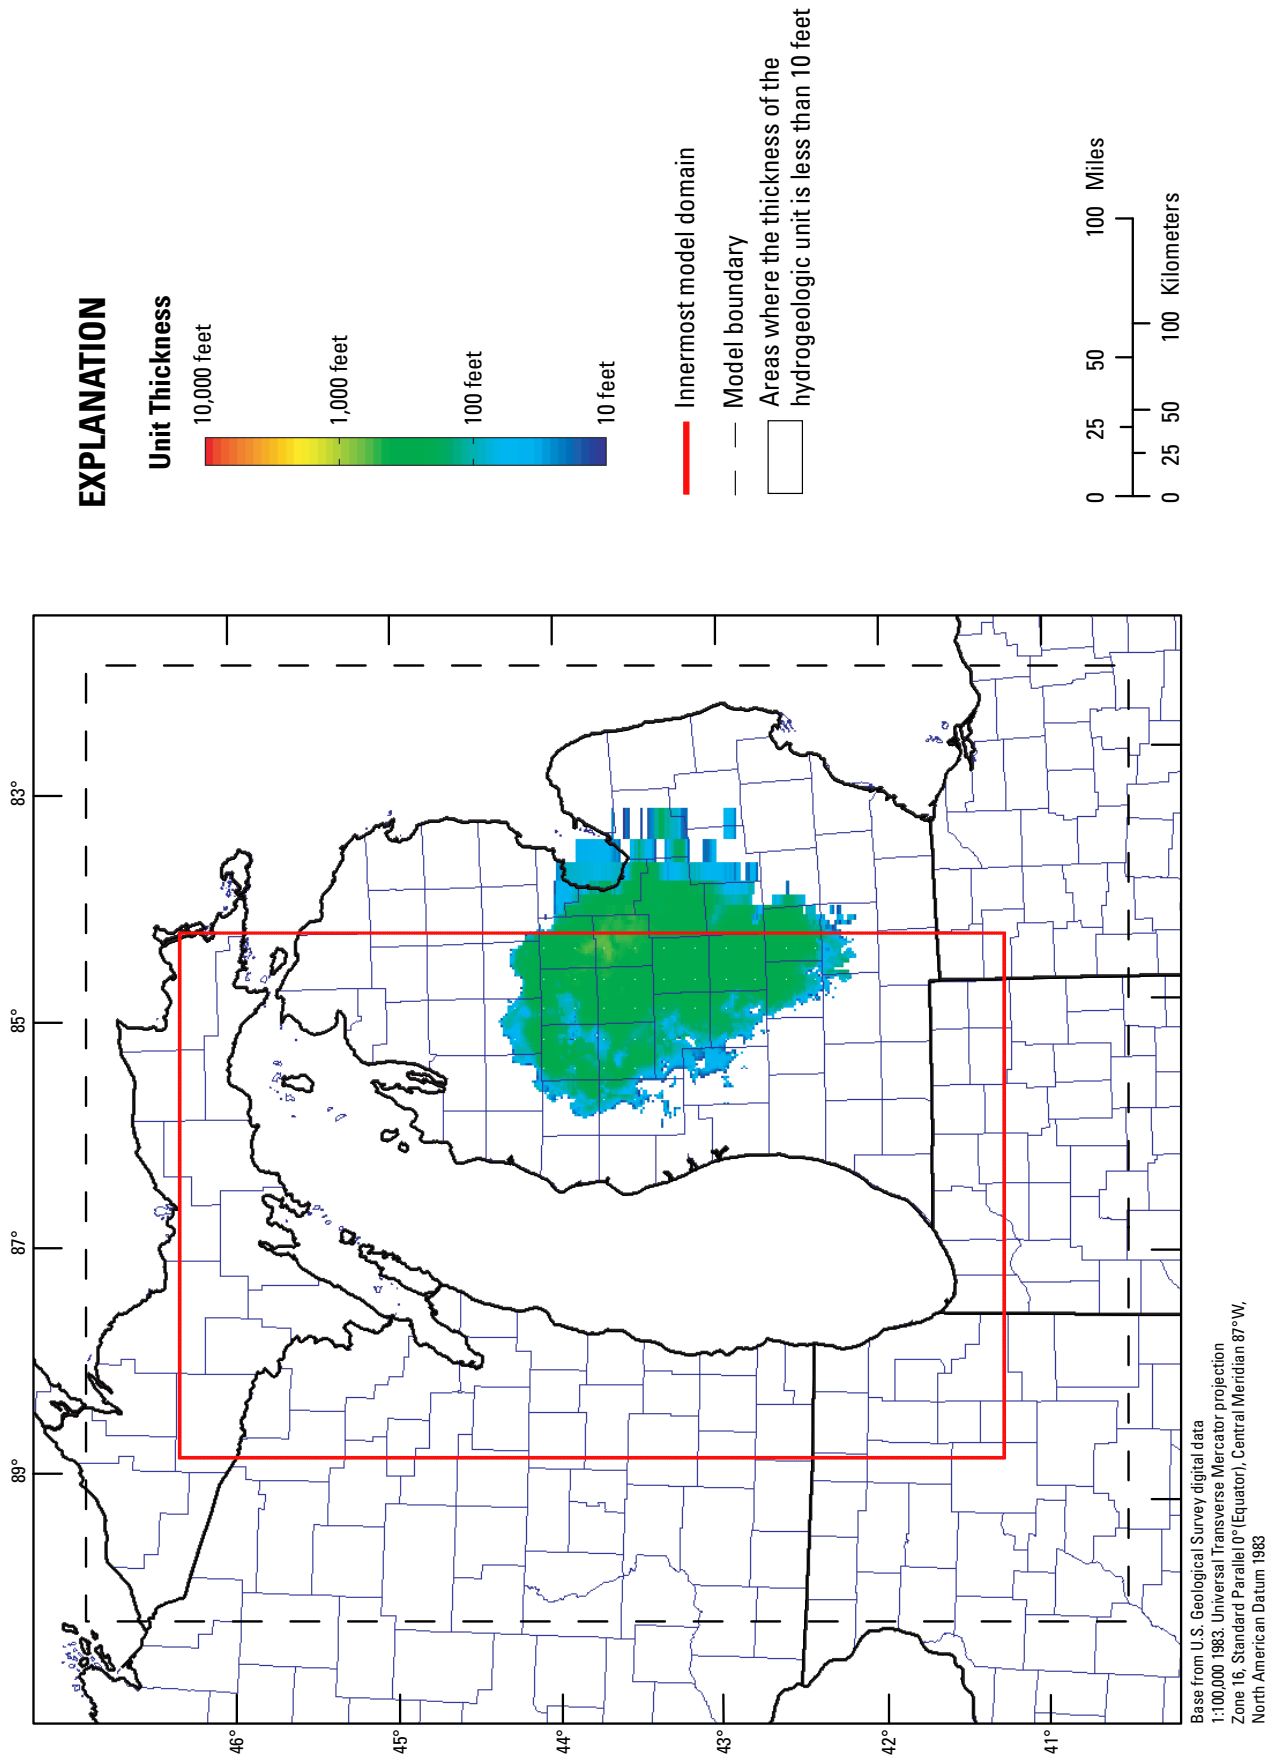 EXPLANATION
Unit Thickness
10,000 feet
1,000 feet
100 feet
10 feet
Innermost model domain
Model boundary
Areas where the thickness of the
hydrogeologic unit is less than 10 feet
0 25 50 100 Miles
0 25 50 100 Kilometers
89° 87° 85° 83°
46°
45°
44°
43°
42°
41°
Base from U.S. Geological Survey digital data
1:100,000 1983. Universal Transverse Mercator projection
Zone 16, Standard Parallel 0° (Equator), Central Meridian 87° W,
North American Datum 1983